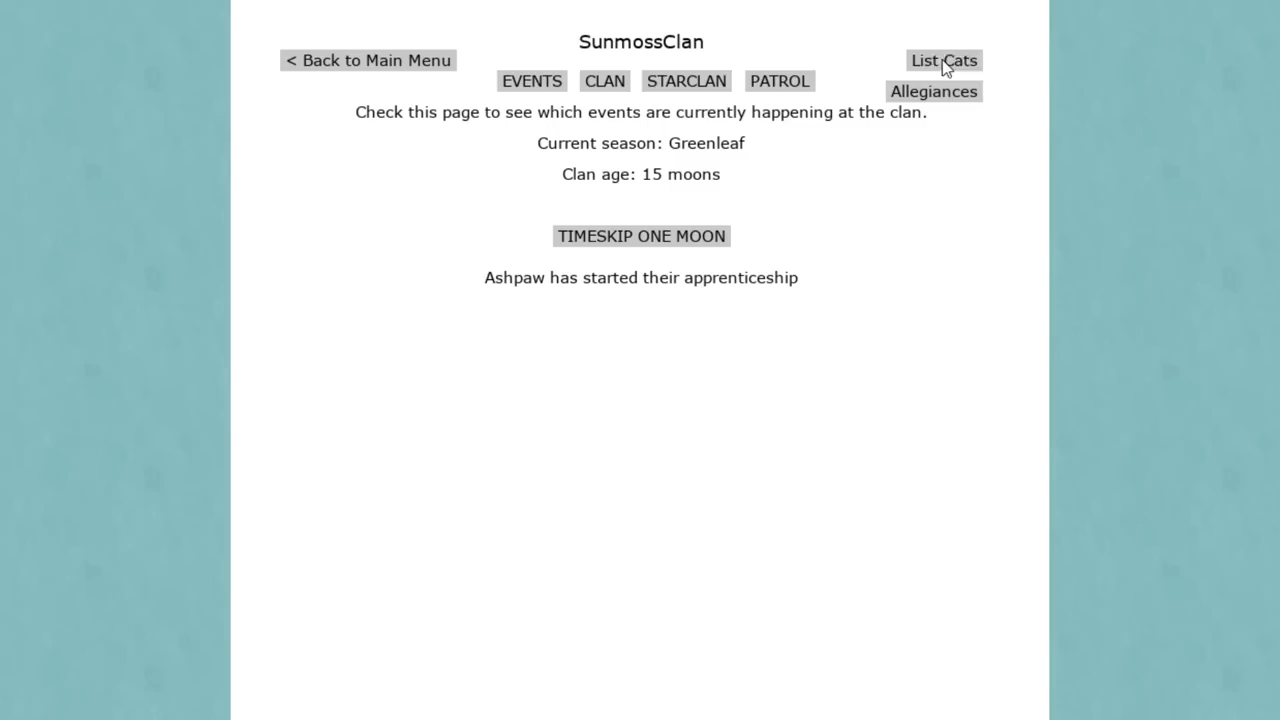 SunmossClan
< Back to Main Menu
List Cats
EVENTS CLAN STARCLAN PATROL
Allegiances
Check this page to see which events are currently happening at the clan.
Current season: Greenleaf
Clan age: 15 moons
TIMESKIP ONE MOON
Ashpaw has started their apprenticeship